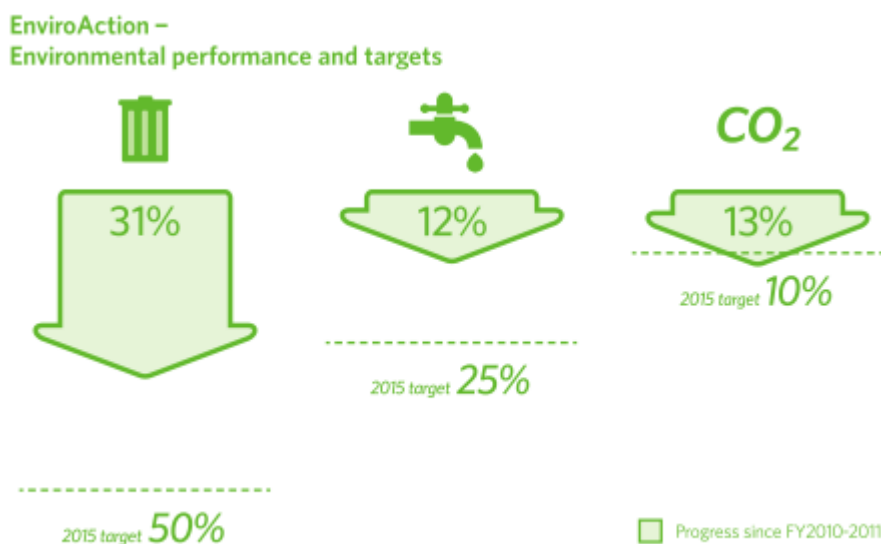 EnviroAction –
Environmental performance and targets
CO₂
31%
12%
13%
2015 target 10%
2015 target 25%
2015 target 50%
Progress since FY2010-2011